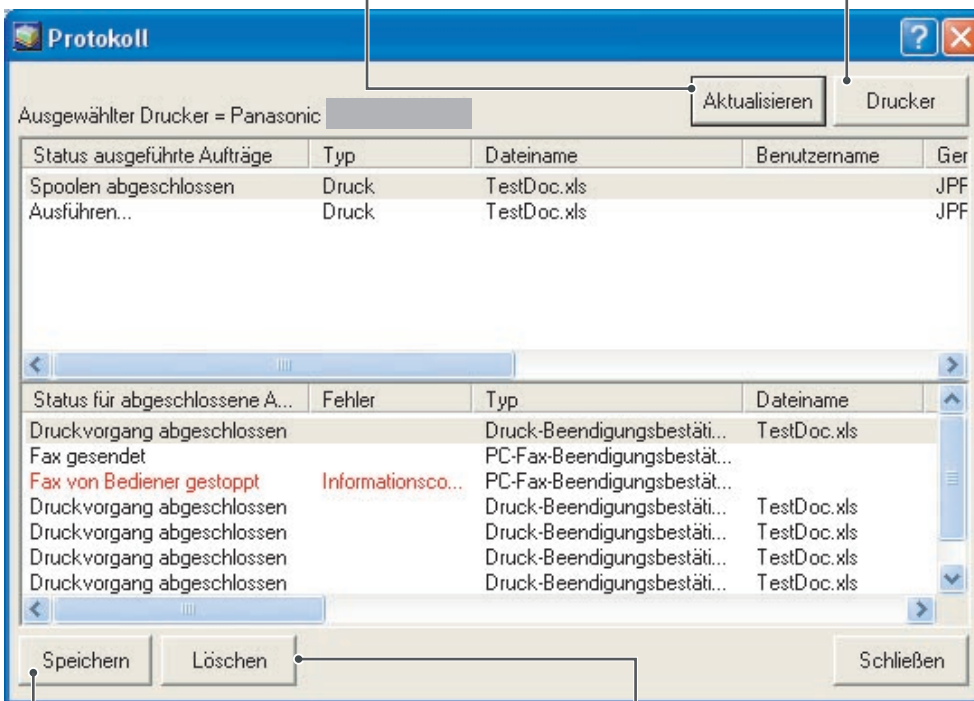 Protokoll
Ausgewählter Drucker = Panasonic
Aktualisieren
Drucker
Status ausgeführte Aufträge Typ Dateiname Benutzername Ger
Spoolen abgeschlossen Druck TestDoc.xls JPF
Ausführen... Druck TestDoc.xls JPF
Status für abgeschlossene A... Fehler Typ Dateiname
Druckvorgang abgeschlossen Druck-Beendigungsbestäti... TestDoc.xls
Fax gesendet PC-Fax-Beendigungsbestät...
Fax von Bediener gestoppt Informationsco... PC-Fax-Beendigungsbestät...
Druckvorgang abgeschlossen Druck-Beendigungsbestäti... TestDoc.xls
Druckvorgang abgeschlossen Druck-Beendigungsbestäti... TestDoc.xls
Druckvorgang abgeschlossen Druck-Beendigungsbestäti... TestDoc.xls
Druckvorgang abgeschlossen Druck-Beendigungsbestäti... TestDoc.xls
Speichern
Löschen
Schließen